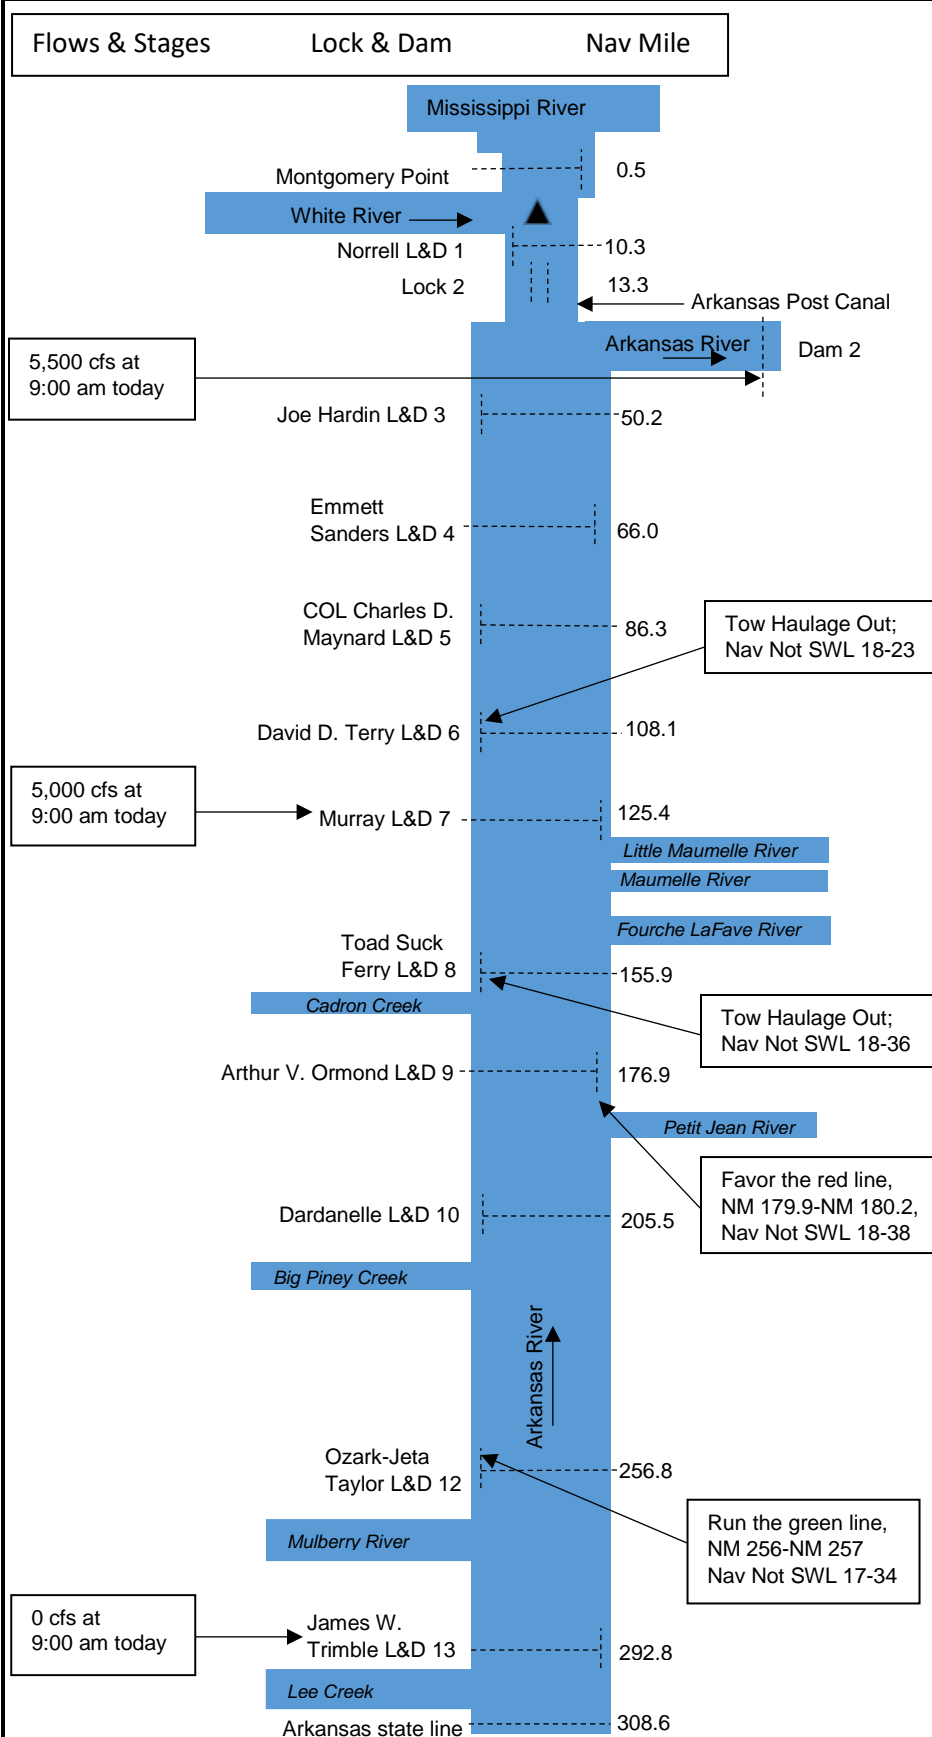 Flows & Stages Lock & Dam Nav Mile
Mississippi River
Montgomery Point 0.5
White River
Norrell L&D 1 10.3
Lock 2 13.3
Arkansas Post Canal
Arkansas River Dam 2
5,500 cfs at
9:00 am today
Joe Hardin L&D 3 50.2
Emmett
Sanders L&D 4 66.0
COL Charles D.
Maynard L&D 5 86.3
Tow Haulage Out;
Nav Not SWL 18-23
David D. Terry L&D 6 108.1
5,000 cfs at
9:00 am today
Murray L&D 7 125.4
Little Maumelle River
Maumelle River
Fourche LaFave River
Toad Suck
Ferry L&D 8 155.9
Cadron Creek
Tow Haulage Out;
Nav Not SWL 18-36
Arthur V. Ormond L&D 9 176.9
Petit Jean River
Favor the red line,
NM 179.9-NM 180.2,
Nav Not SWL 18-38
Dardanelle L&D 10 205.5
Big Piney Creek
Arkansas River
Ozark-Jeta
Taylor L&D 12 256.8
Run the green line,
NM 256-NM 257
Nav Not SWL 17-34
Mulberry River
0 cfs at
9:00 am today
James W.
Trimble L&D 13 292.8
Lee Creek
Arkansas state line 308.6